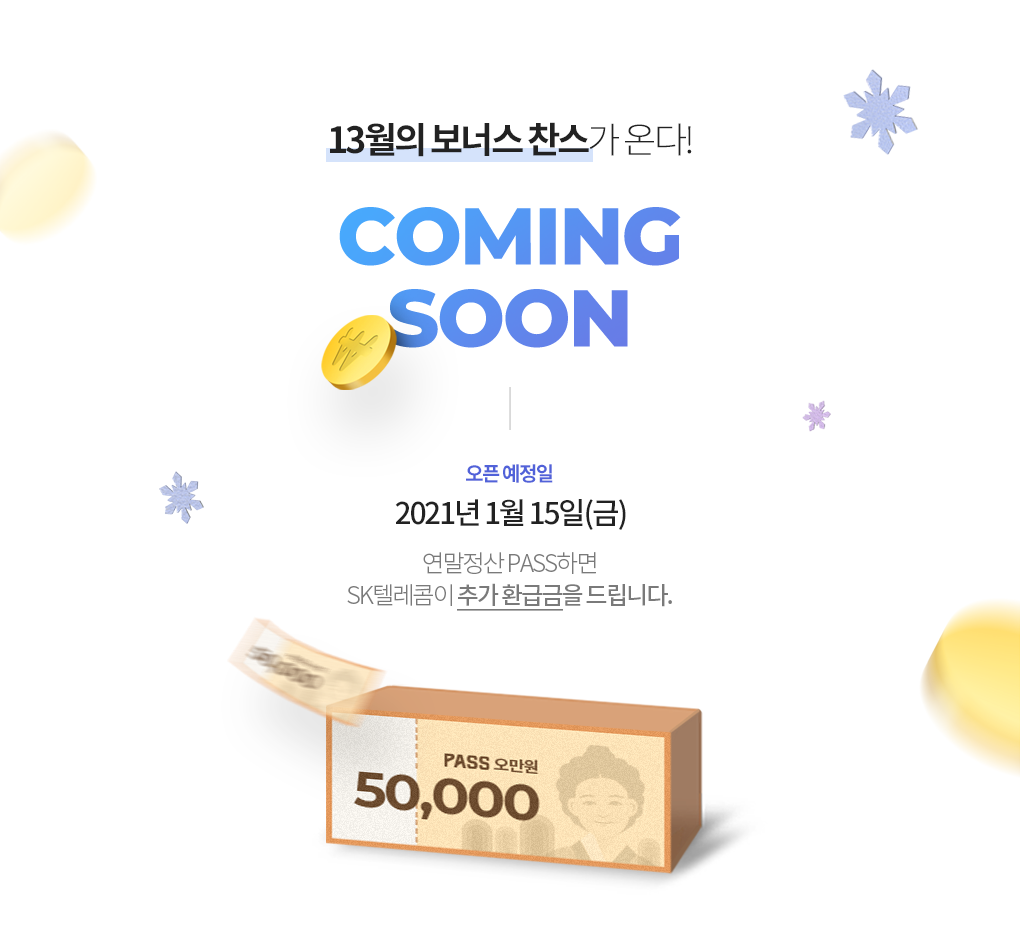 13월의 보너스 찬스가 온다!
COMING
SOON
오픈 예정일
2021년 1월 15일(금)
연말정산 PASS하면
SK텔레콤이 추가 환급금을 드립니다.
50,000
PASS 오만원
50,000